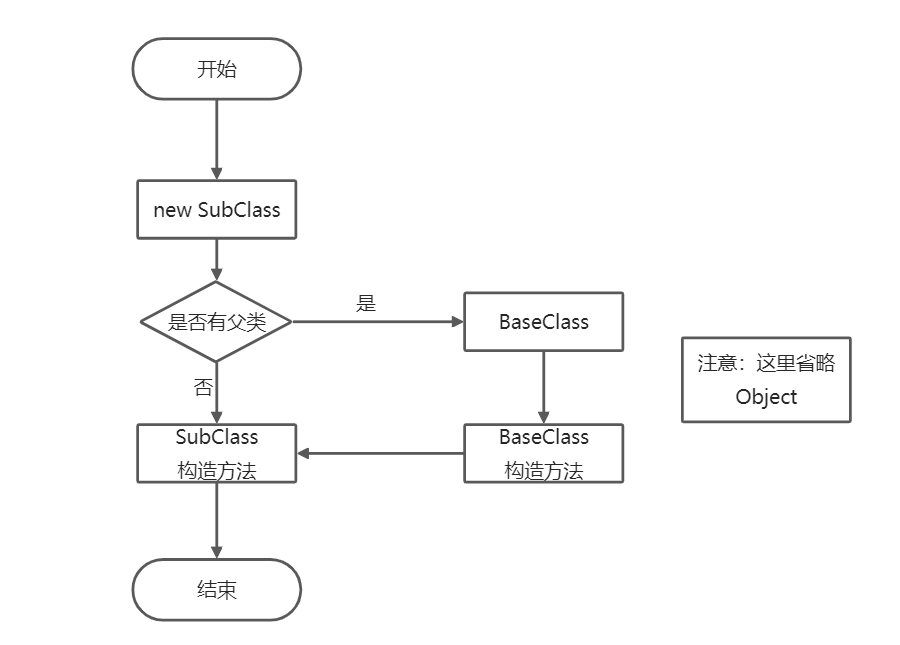 开始
new SubClass
是否有父类
是
BaseClass
注意：这里省略
Object
否
SubClass
构造方法
BaseClass
构造方法
结束